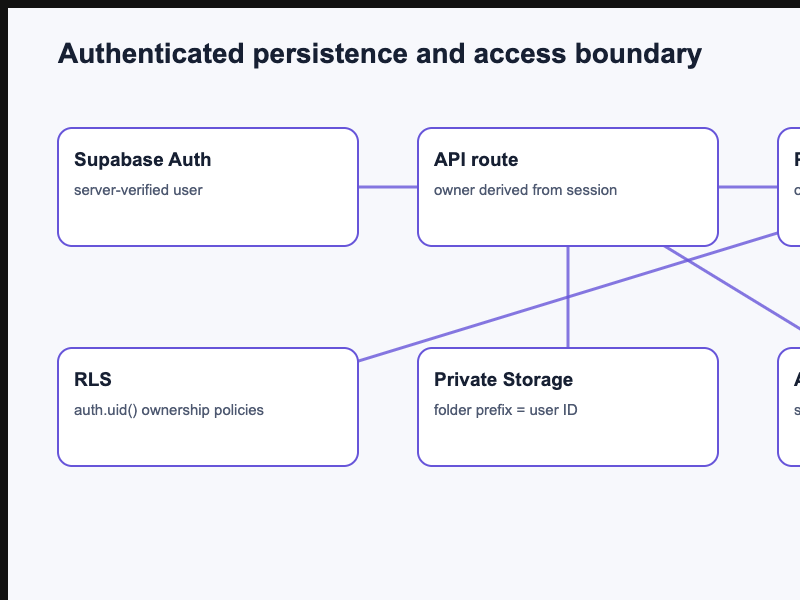 Authenticated persistence and access boundary
Supabase Auth
server-verified user
API route
owner derived from session
RLS
auth.uid() ownership policies
Private Storage
folder prefix = user ID